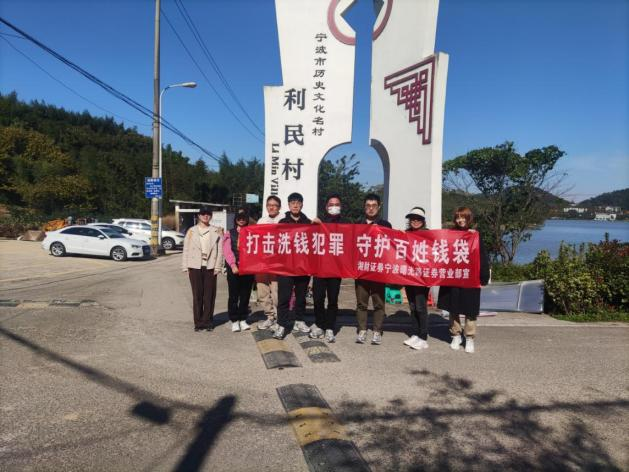 宁波市历史文化名村
利民村
Li Min Vill
打击洗钱犯罪 守护百姓钱袋
湘财证券宁波
证券营业部宣